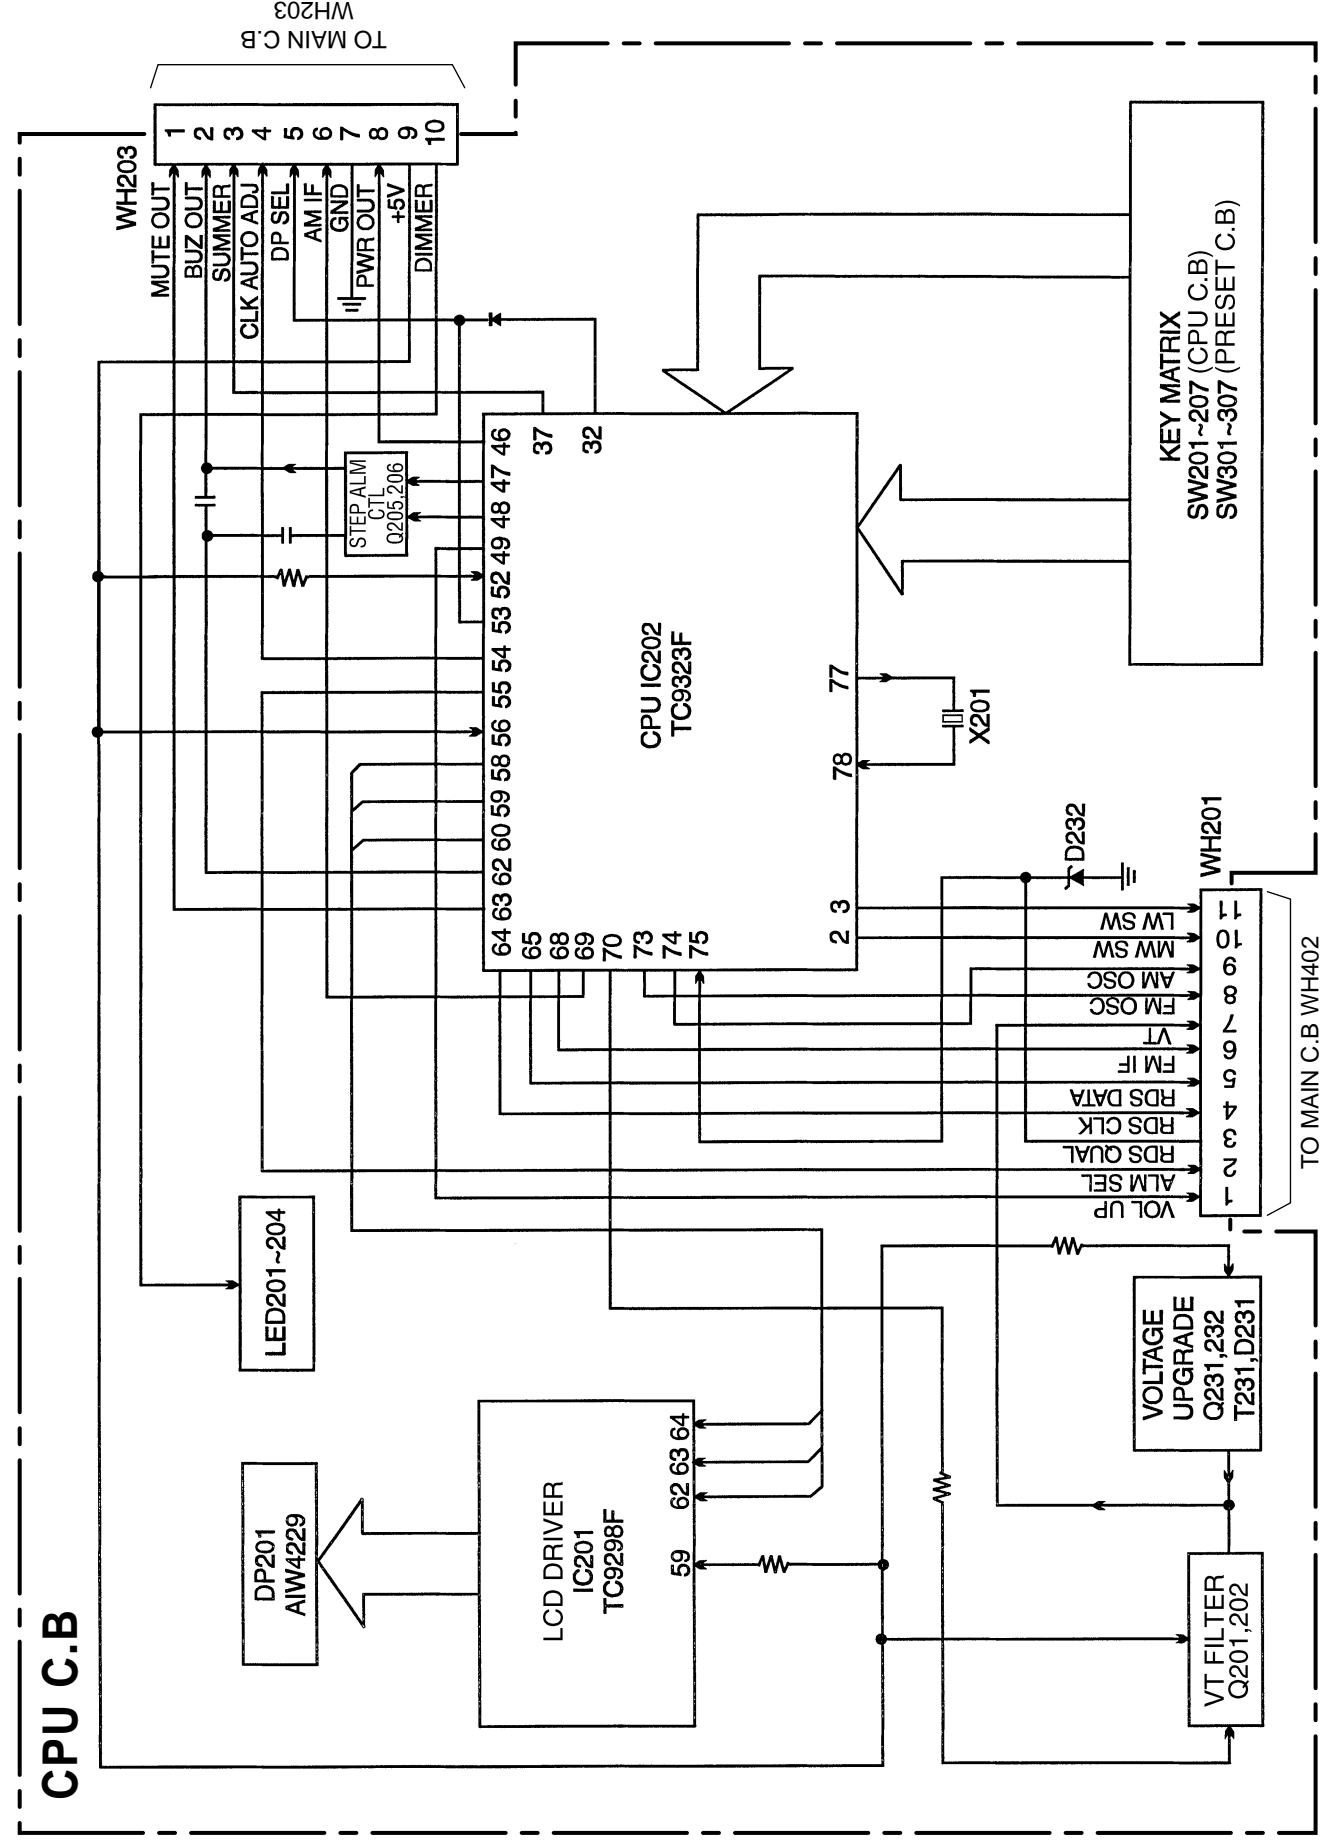 CPU C.B
TO MAIN C.B
WH203
WH203
1
2
3
4
5
6
7
8
9
10
MUTE OUT
BUZ OUT
SUMMER
CLK AUTO ADJ
DP SEL
AM IF
GND
PWR OUT
+5V
DIMMER
STEP ALM
CTL
Q205,206
LED201~204
DP201
AIW4229
LCD DRIVER
IC201
TC9298F
59
62
63
64
CPU IC202
TC9323F
64
63
62
60
59
58
56
55
54
53
52
49
48
47
46
37
32
65
68
69
70
73
74
75
2
3
78
77
X201
KEY MATRIX
SW201~207 (CPU C.B)
SW301~307 (PRESET C.B)
D232
WH201
LW SW
MW SW
AM OSC
FM OSC
VT
FM IF
RDS DATA
RDS CLK
RDS QUAL
ALM SEL
VOL UP
11
10
9
8
7
6
5
4
3
2
1
TO MAIN C.B WH402
VOLTAGE
UPGRADE
Q231,232
T231,D231
VT FILTER
Q201,202